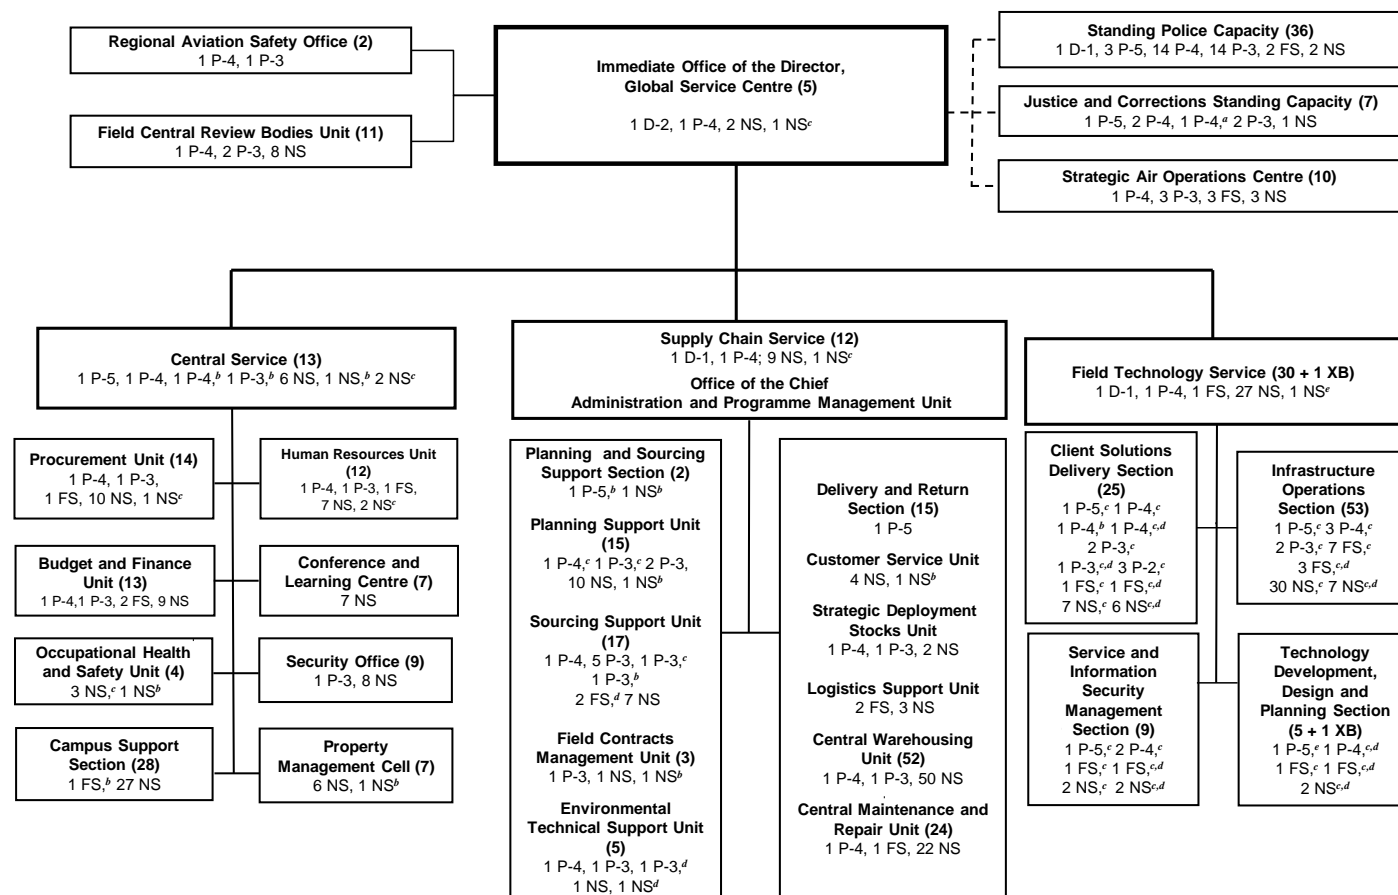 Regional Aviation Safety Office (2)
1 P-4, 1 P-3
Field Central Review Bodies Unit (11)
1 P-4, 2 P-3, 8 NS
Immediate Office of the Director,
Global Service Centre (5)
1 D-2, 1 P-4, 2 NS, 1 NSᶜ
Standing Police Capacity (36)
1 D-1, 3 P-5, 14 P-4, 14 P-3, 2 FS, 2 NS
Justice and Corrections Standing Capacity (7)
1 P-5, 2 P-4, 1 P-4,ᵃ 2 P-3, 1 NS
Strategic Air Operations Centre (10)
1 P-4, 3 P-3, 3 FS, 3 NS
Central Service (13)
1 P-5, 1 P-4, 1 P-4,ᵇ 1 P-3,ᵇ 6 NS, 1 NS,ᵇ 2 NSᶜ
Procurement Unit (14)
1 P-4, 1 P-3,
1 FS, 10 NS, 1 NSᶜ
Human Resources Unit
(12)
1 P-4, 1 P-3, 1 FS,
7 NS, 2 NSᶜ
Budget and Finance
Unit (13)
1 P-4,1 P-3, 2 FS, 9 NS
Conference and
Learning Centre (7)
7 NS
Occupational Health
and Safety Unit (4)
3 NS,ᶜ 1 NSᵇ
Security Office (9)
1 P-3, 8 NS
Campus Support
Section (28)
1 FS,ᵇ 27 NS
Property
Management Cell (7)
6 NS, 1 NSᵇ
Supply Chain Service (12)
1 D-1, 1 P-4; 9 NS, 1 NSᶜ
Office of the Chief
Administration and Programme Management Unit
Planning and Sourcing
Support Section (2)
1 P-5,ᵇ 1 NSᵇ
Planning Support Unit
(15)
1 P-4,ᶜ 1 P-3,ᶜ 2 P-3,
10 NS, 1 NSᵇ
Sourcing Support Unit
(17)
1 P-4, 5 P-3, 1 P-3,ᶜ
1 P-3,ᵇ
2 FS,ᵈ 7 NS
Field Contracts
Management Unit (3)
1 P-3, 1 NS, 1 NSᵇ
Environmental
Technical Support Unit
(5)
1 P-4, 1 P-3, 1 P-3,ᵈ
1 NS, 1 NSᵈ
Delivery and Return
Section (15)
1 P-5
Customer Service Unit
4 NS, 1 NSᵇ
Strategic Deployment
Stocks Unit
1 P-4, 1 P-3, 2 NS
Logistics Support Unit
2 FS, 3 NS
Central Warehousing
Unit (52)
1 P-4, 1 P-3, 50 NS
Central Maintenance and
Repair Unit (24)
1 P-4, 1 FS, 22 NS
Field Technology Service (30 + 1 XB)
1 D-1, 1 P-4, 1 FS, 27 NS, 1 NSᵉ
Client Solutions
Delivery Section
(25)
1 P-5,ᶜ 1 P-4,ᶜ
1 P-4,ᵇ 1 P-4,ᶜ,ᵈ
2 P-3,ᶜ
1 P-3,ᶜ,ᵈ 3 P-2,ᶜ
1 FS,ᶜ 1 FS,ᶜ,ᵈ
7 NS,ᶜ 6 NSᶜ,ᵈ
Infrastructure
Operations
Section (53)
1 P-5,ᶜ 3 P-4,ᶜ
2 P-3,ᶜ 7 FS,ᶜ
3 FS,ᶜ,ᵈ
30 NS,ᶜ 7 NSᶜ,ᵈ
Service and
Information
Security
Management
Section (9)
1 P-5,ᶜ 2 P-4,ᶜ
1 FS,ᶜ 1 FS,ᶜ,ᵈ
2 NS,ᶜ 2 NSᶜ,ᵈ
Technology
Development,
Design and
Planning Section
(5 + 1 XB)
1 P-5,ᵉ 1 P-4,ᶜ,ᵈ
1 FS,ᶜ 1 FS,ᶜ,ᵈ
2 NSᶜ,ᵈ